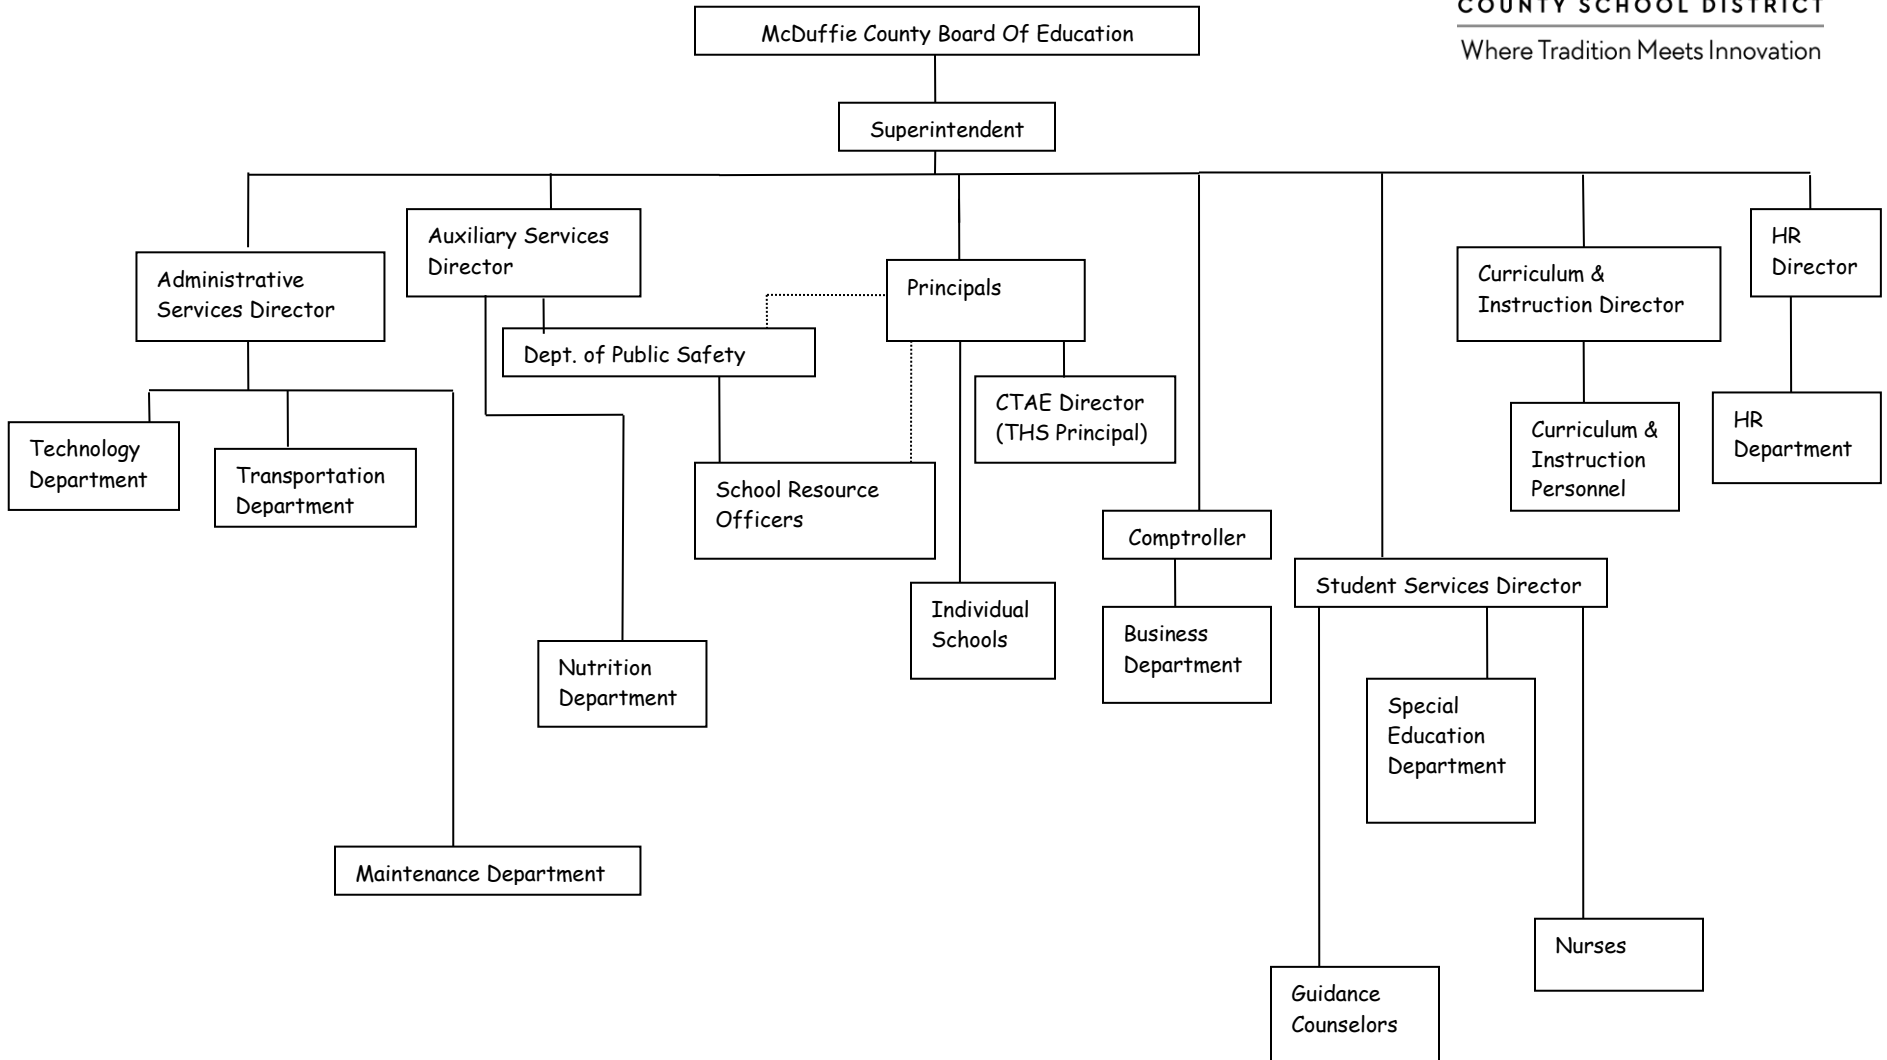 COUNTY SCHOOL DISTRICT
Where Tradition Meets Innovation
McDuffie County Board Of Education
Superintendent
Administrative
Services Director
Auxiliary Services
Director
Principals
Curriculum &
Instruction Director
HR
Director
Dept. of Public Safety
CTAE Director
(THS Principal)
Technology
Department
Transportation
Department
School Resource
Officers
Curriculum &
Instruction
Personnel
HR
Department
Comptroller
Student Services Director
Individual
Schools
Business
Department
Nutrition
Department
Special
Education
Department
Maintenance Department
Nurses
Guidance
Counselors